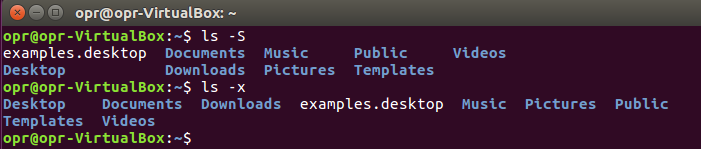 opr@opr-VirtualBox: ~
opr@opr-VirtualBox:~$ ls -S
examples.desktop  Documents  Music     Public     Videos
Desktop           Downloads  Pictures  Templates
opr@opr-VirtualBox:~$ ls -x
Desktop    Documents  Downloads  examples.desktop  Music  Pictures  Public
Templates  Videos
opr@opr-VirtualBox:~$